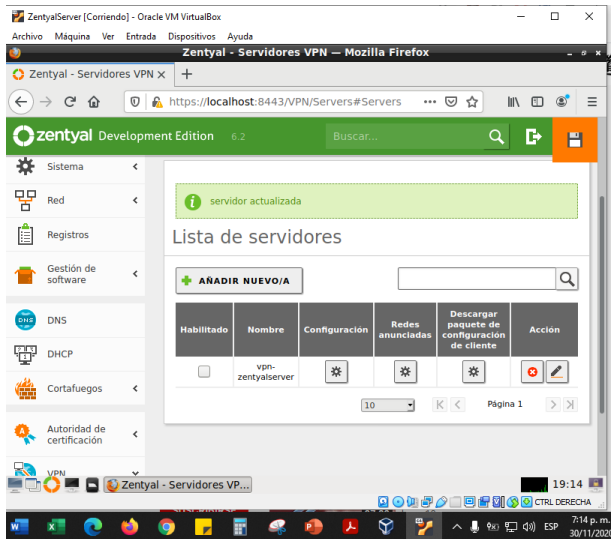 ZentyalServer [Corriendo] - Oracle VM VirtualBox
Archivo Máquina Ver Entrada Dispositivos Ayuda
Zentyal - Servidores VPN — Mozilla Firefox
Zentyal - Servidores VPN
https://localhost:8443/VPN/Servers#Servers
zentyal Development Edition 6.2
Buscar...
Sistema
Red
Registros
Gestión de
software
DNS
DHCP
Cortafuegos
Autoridad de
certificación
VPN
servidor actualizada
Lista de servidores
AÑADIR NUEVO/A
Habilitado
Nombre
Configuración
Redes
anunciadas
Descargar
paquete de
configuración
de cliente
Acción
vpn-
zentyalserver
10
Página 1
Zentyal - Servidores VP...
19:14
CTRL DERECHA
ESP
7:14 p. m.
30/11/2020